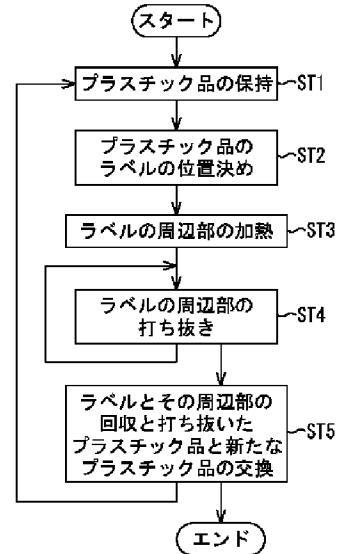 スタート
プラスチック品の保持 ST1
プラスチック品の
ラベルの位置決め ST2
ラベルの周辺部の加熱 ST3
ラベルの周辺部の
打ち抜き ST4
ラベルとその周辺部の
回収と打ち抜いた
プラスチック品と新たな ST5
プラスチック品の交換
エンド